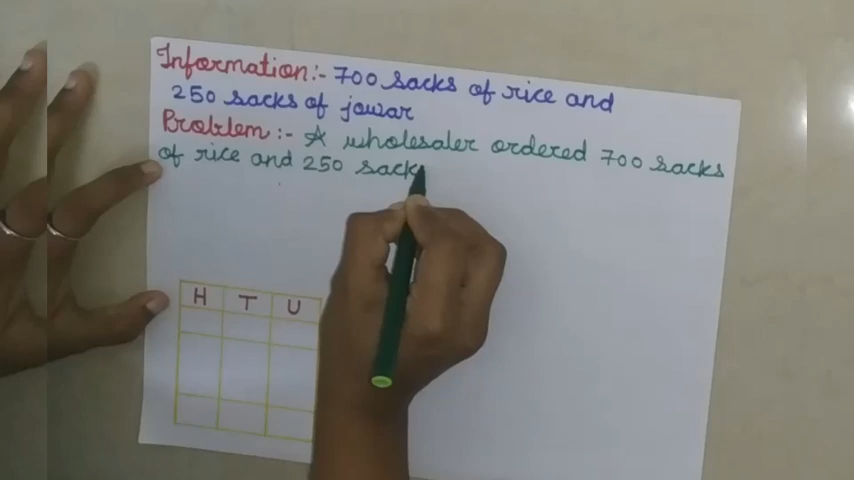 Information:- 700 sacks of rice and
250 sacks of jowar
Problem:- A wholesaler ordered 700 sacks
of rice and 250 sack
H T U